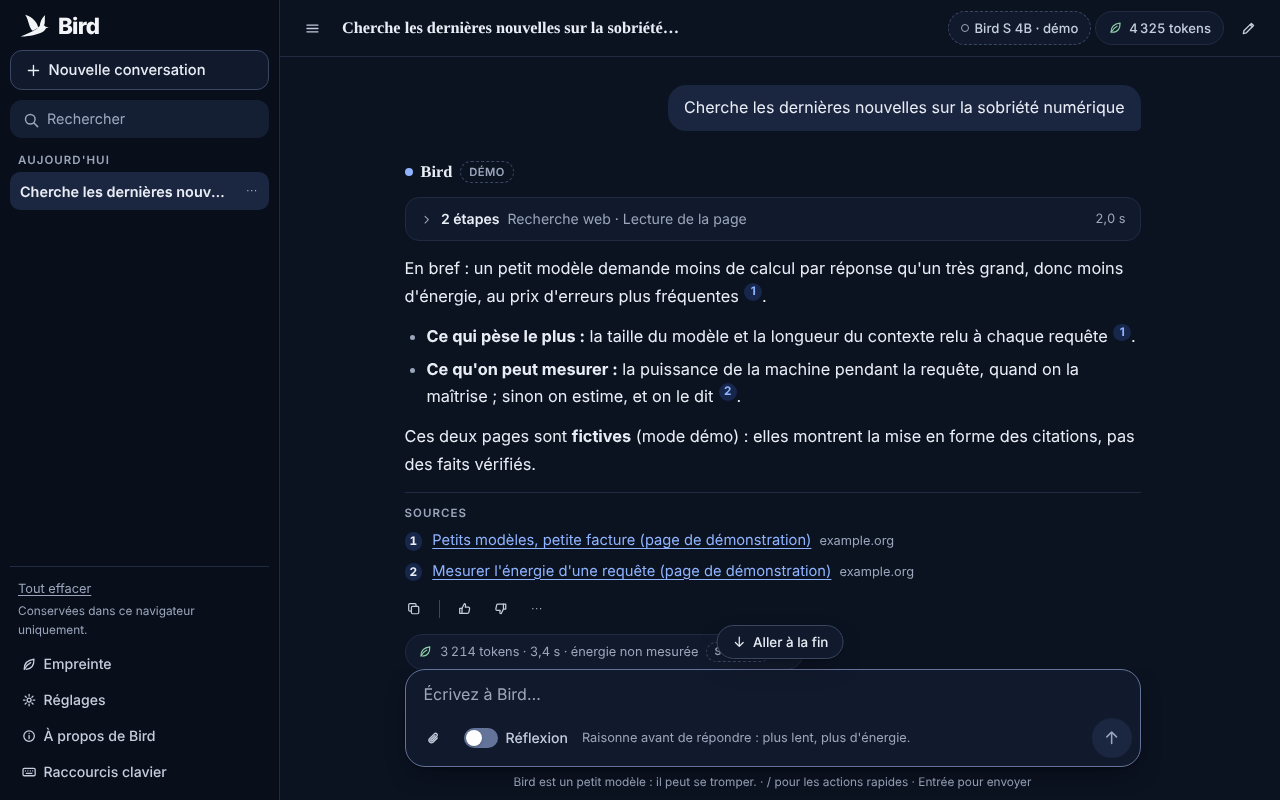 Bird
Nouvelle conversation
Rechercher
AUJOURD'HUI
Cherche les dernières nouv…
Tout effacer
Conservées dans ce navigateur
uniquement.
Empreinte
Réglages
À propos de Bird
Raccourcis clavier
Cherche les dernières nouvelles sur la sobriété…
Bird S 4B · démo
4 325 tokens
Cherche les dernières nouvelles sur la sobriété numérique
Bird DÉMO
2 étapes Recherche web · Lecture de la page 2,0 s
En bref : un petit modèle demande moins de calcul par réponse qu'un très grand, donc moins
d'énergie, au prix d'erreurs plus fréquentes 1.
• Ce qui pèse le plus : la taille du modèle et la longueur du contexte relu à chaque requête 1.
• Ce qu'on peut mesurer : la puissance de la machine pendant la requête, quand on la
maîtrise ; sinon on estime, et on le dit 2.
Ces deux pages sont fictives (mode démo) : elles montrent la mise en forme des citations, pas
des faits vérifiés.
SOURCES
1 Petits modèles, petite facture (page de démonstration) example.org
2 Mesurer l'énergie d'une requête (page de démonstration) example.org
3 214 tokens · 3,4 s · énergie non mesurée
Aller à la fin
Écrivez à Bird…
Réflexion Raisonne avant de répondre : plus lent, plus d'énergie.
Bird est un petit modèle : il peut se tromper. · / pour les actions rapides · Entrée pour envoyer